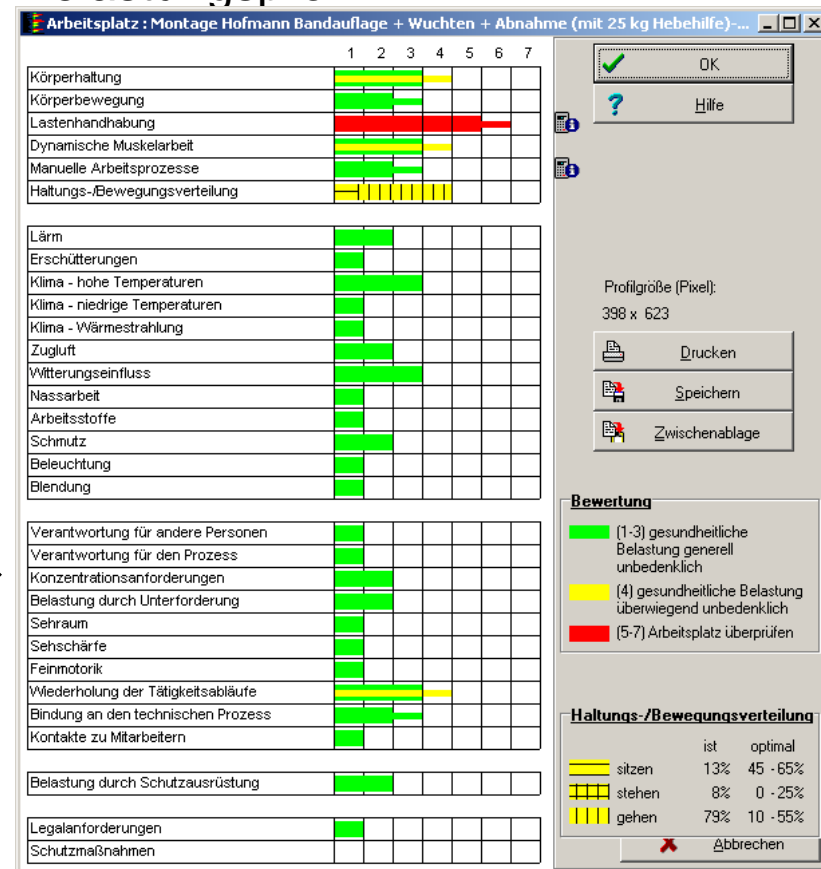 Arbeitsplatz : Montage Hofmann Bandauflage + Wuchten + Abnahme (mit 25 kg Hebehilfe)-...
1 2 3 4 5 6 7
Körperhaltung
Körperbewegung
Lastenhandhabung
Dynamische Muskelarbeit
Manuelle Arbeitsprozesse
Haltungs-/Bewegungsverteilung
Lärm
Erschütterungen
Klima - hohe Temperaturen
Klima - niedrige Temperaturen
Klima - Wärmestrahlung
Zugluft
Witterungseinfluss
Nassarbeit
Arbeitsstoffe
Schmutz
Beleuchtung
Blendung
Verantwortung für andere Personen
Verantwortung für den Prozess
Konzentrationsanforderungen
Belastung durch Unterforderung
Sehraum
Sehschärfe
Feinmotorik
Wiederholung der Tätigkeitsabläufe
Bindung an den technischen Prozess
Kontakte zu Mitarbeitern
Belastung durch Schutzausrüstung
Legalanforderungen
Schutzmaßnahmen
OK
Hilfe
Profilgröße (Pixel):
398 x 623
Drucken
Speichern
Zwischenablage
Bewertung
(1-3) gesundheitliche
Belastung generell
unbedenklich
(4) gesundheitliche Belastung
überwiegend unbedenklich
(5-7) Arbeitsplatz überprüfen
Haltungs-/Bewegungsverteilung
ist optimal
sitzen 13% 45 -65%
stehen 8% 0 -25%
gehen 79% 10 -55%
Abbrechen